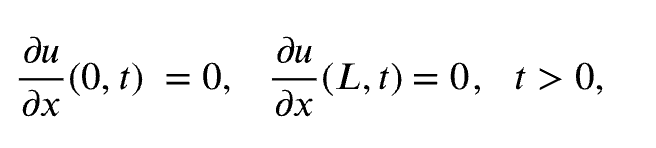 ∂u/∂x (0, t) = 0, ∂u/∂x (L, t) = 0, t > 0,